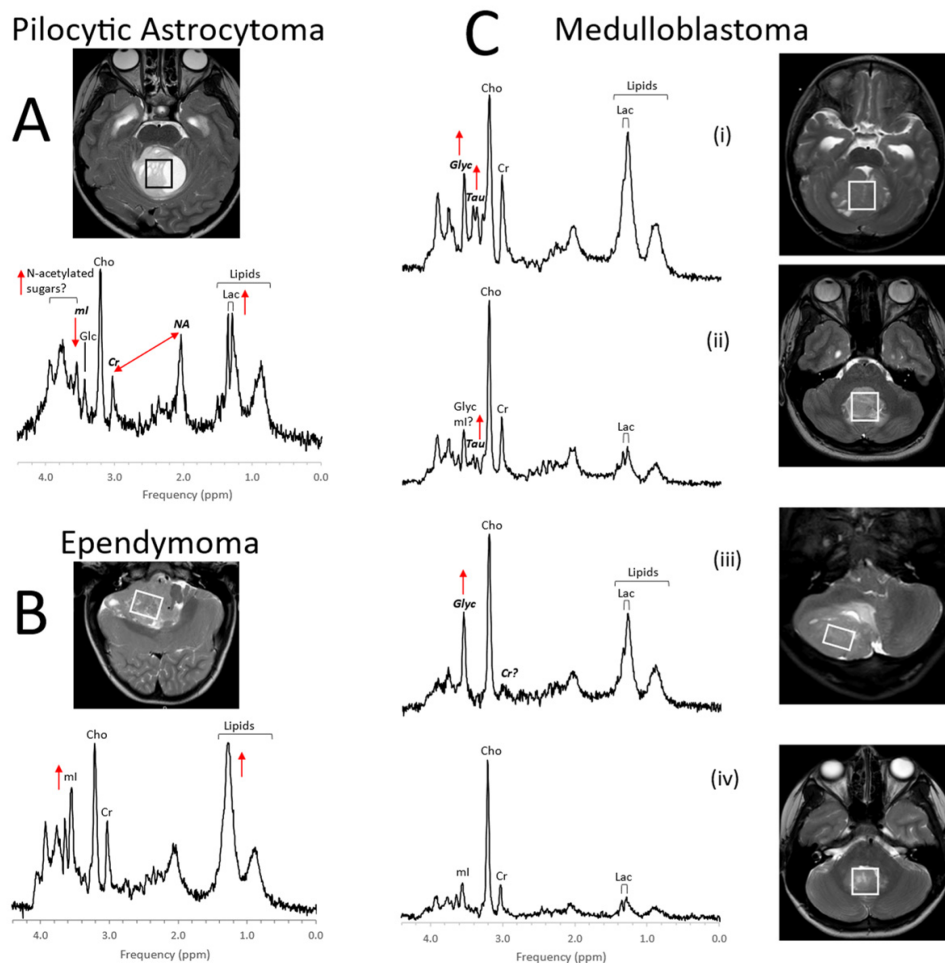 Pilocytic Astrocytoma
A
N-acetylated
sugars?
mI
Glc
Cho
Cr
NA
Lipids
Lac
4.0 3.0 2.0 1.0 0.0
Frequency (ppm)
Ependymoma
B
mI
Cho
Cr
Lipids
4.0 3.0 2.0 1.0 0.0
Frequency (ppm)
C
Medulloblastoma
(i)
Glyc
Tau
Cho
Cr
Lipids
Lac
(ii)
Glyc
mI?
Tau
Cho
Cr
Lac
(iii)
Glyc
Cho
Cr?
Lipids
Lac
(iv)
mI
Cho
Cr
Lac
4.0 3.0 2.0 1.0 0.0
Frequency (ppm)